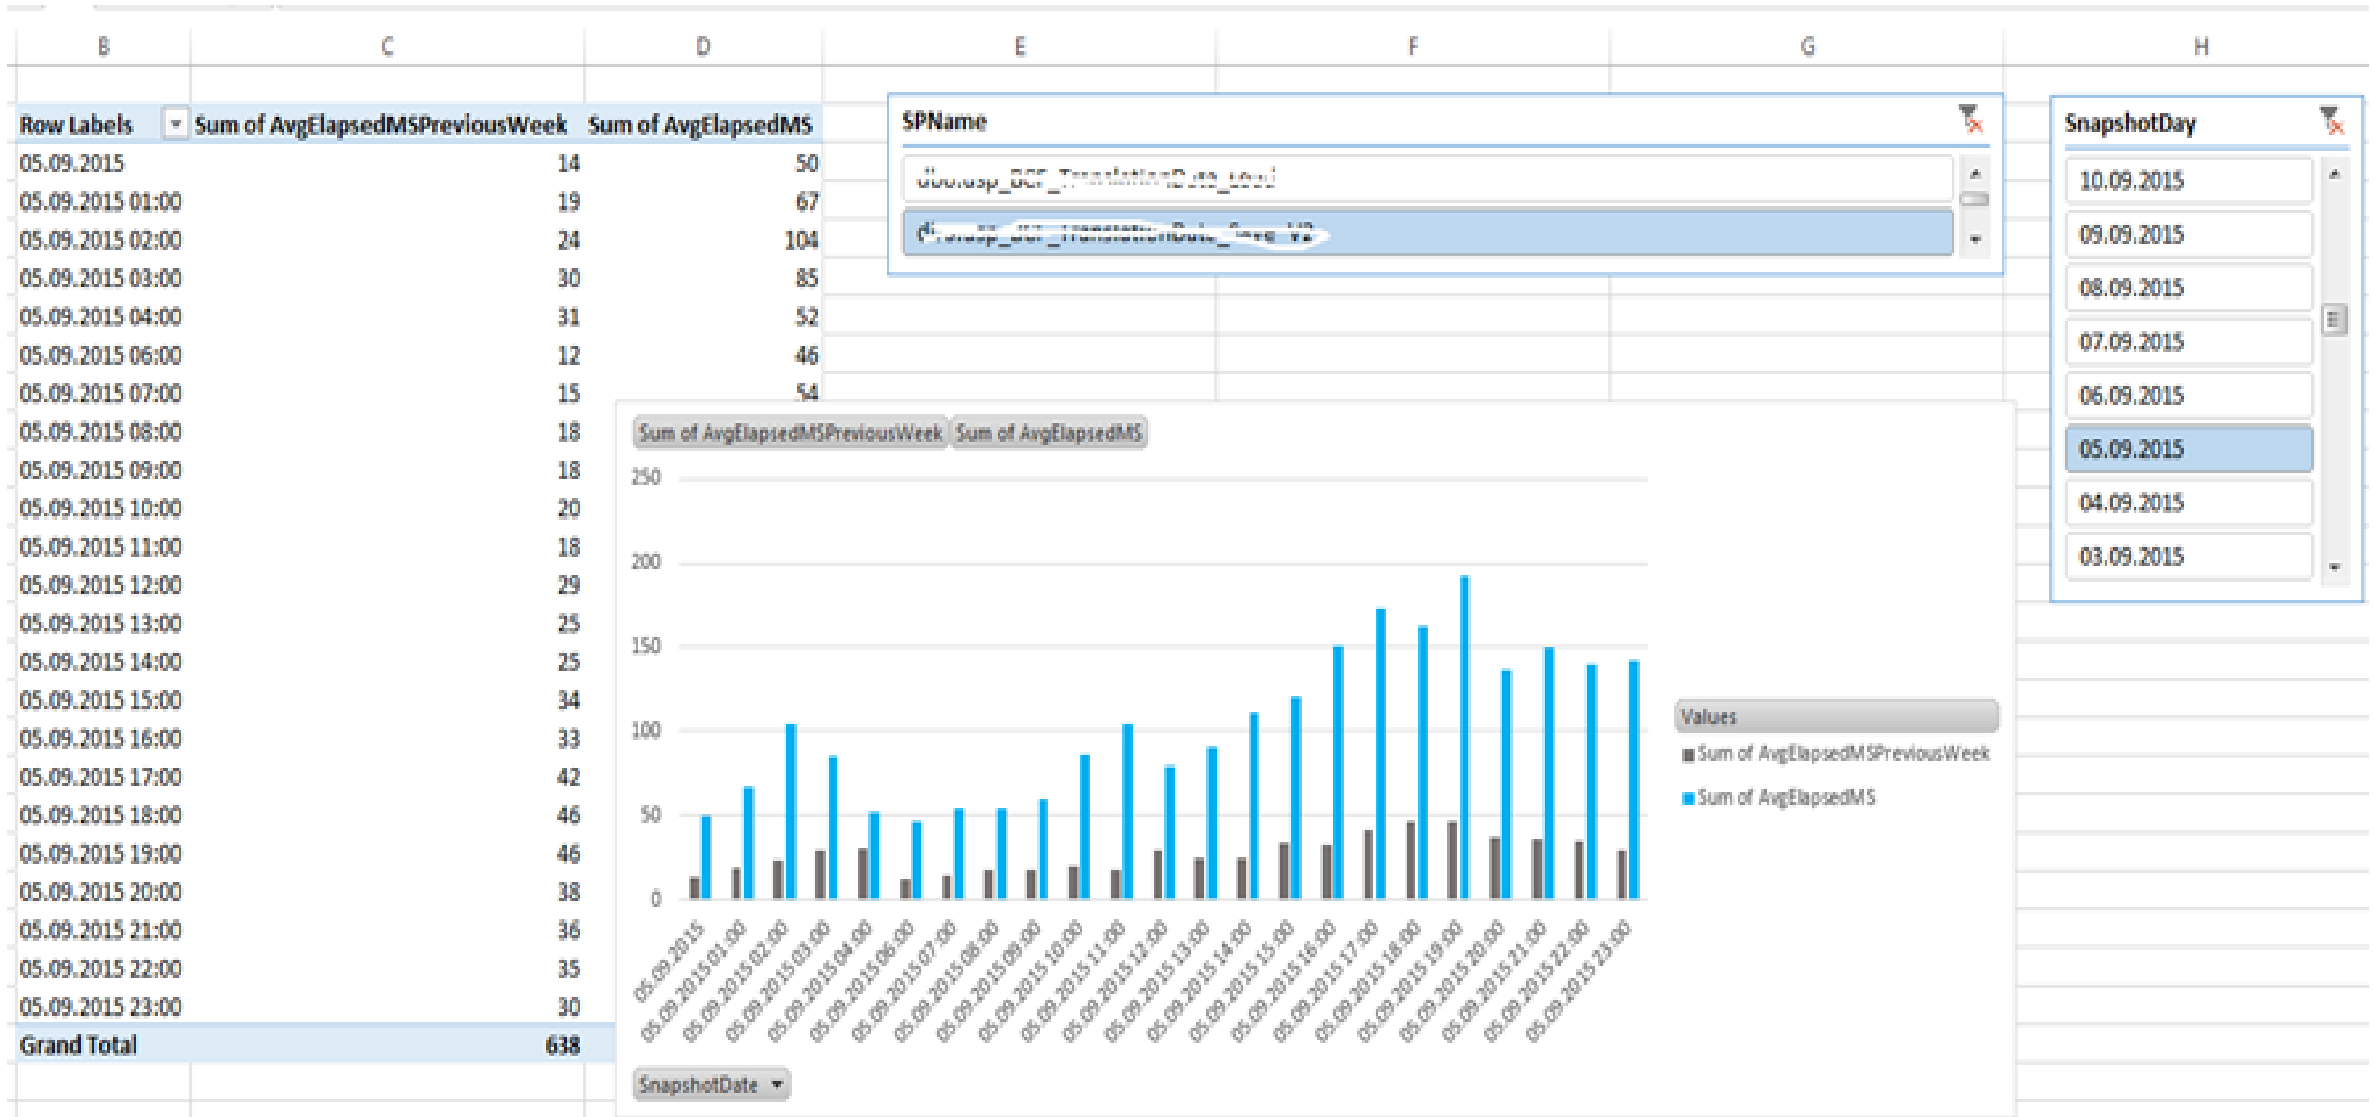 B C D E F G H
Row Labels Sum of AvgElapsedMSPreviousWeek Sum of AvgElapsedMS
05.09.2015 14 50
05.09.2015 01:00 19 67
05.09.2015 02:00 24 104
05.09.2015 03:00 30 85
05.09.2015 04:00 31 52
05.09.2015 06:00 12 46
05.09.2015 07:00 15 54
05.09.2015 08:00 18
05.09.2015 09:00 18
05.09.2015 10:00 20
05.09.2015 11:00 18
05.09.2015 12:00 29
05.09.2015 13:00 25
05.09.2015 14:00 25
05.09.2015 15:00 34
05.09.2015 16:00 33
05.09.2015 17:00 42
05.09.2015 18:00 46
05.09.2015 19:00 46
05.09.2015 20:00 38
05.09.2015 21:00 36
05.09.2015 22:00 35
05.09.2015 23:00 30
Grand Total 638
SPName
SnapshotDay
10.09.2015
09.09.2015
08.09.2015
07.09.2015
06.09.2015
05.09.2015
04.09.2015
03.09.2015
Sum of AvgElapsedMSPreviousWeek Sum of AvgElapsedMS
250
200
150
100
50
0
05.09.2015
05.09.2015 01:00
05.09.2015 02:00
05.09.2015 03:00
05.09.2015 04:00
05.09.2015 06:00
05.09.2015 07:00
05.09.2015 08:00
05.09.2015 09:00
05.09.2015 10:00
05.09.2015 11:00
05.09.2015 12:00
05.09.2015 13:00
05.09.2015 14:00
05.09.2015 15:00
05.09.2015 16:00
05.09.2015 17:00
05.09.2015 18:00
05.09.2015 19:00
05.09.2015 20:00
05.09.2015 21:00
05.09.2015 22:00
05.09.2015 23:00
Values
Sum of AvgElapsedMSPreviousWeek
Sum of AvgElapsedMS
SnapshotDate